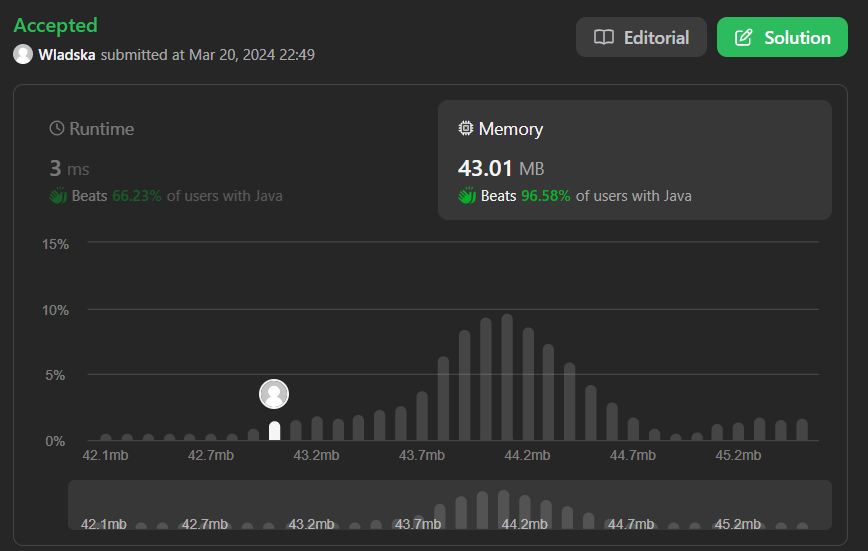 Accepted
Editorial
Solution
Wladska submitted at Mar 20, 2024 22:49
Runtime
3 ms
Beats 66.23% of users with Java
Memory
43.01 MB
Beats 96.58% of users with Java
15%
10%
5%
0%
42.1mb 42.7mb 43.2mb 43.7mb 44.2mb 44.7mb 45.2mb
42.1mb 42.7mb 43.2mb 43.7mb 44.2mb 44.7mb 45.2mb